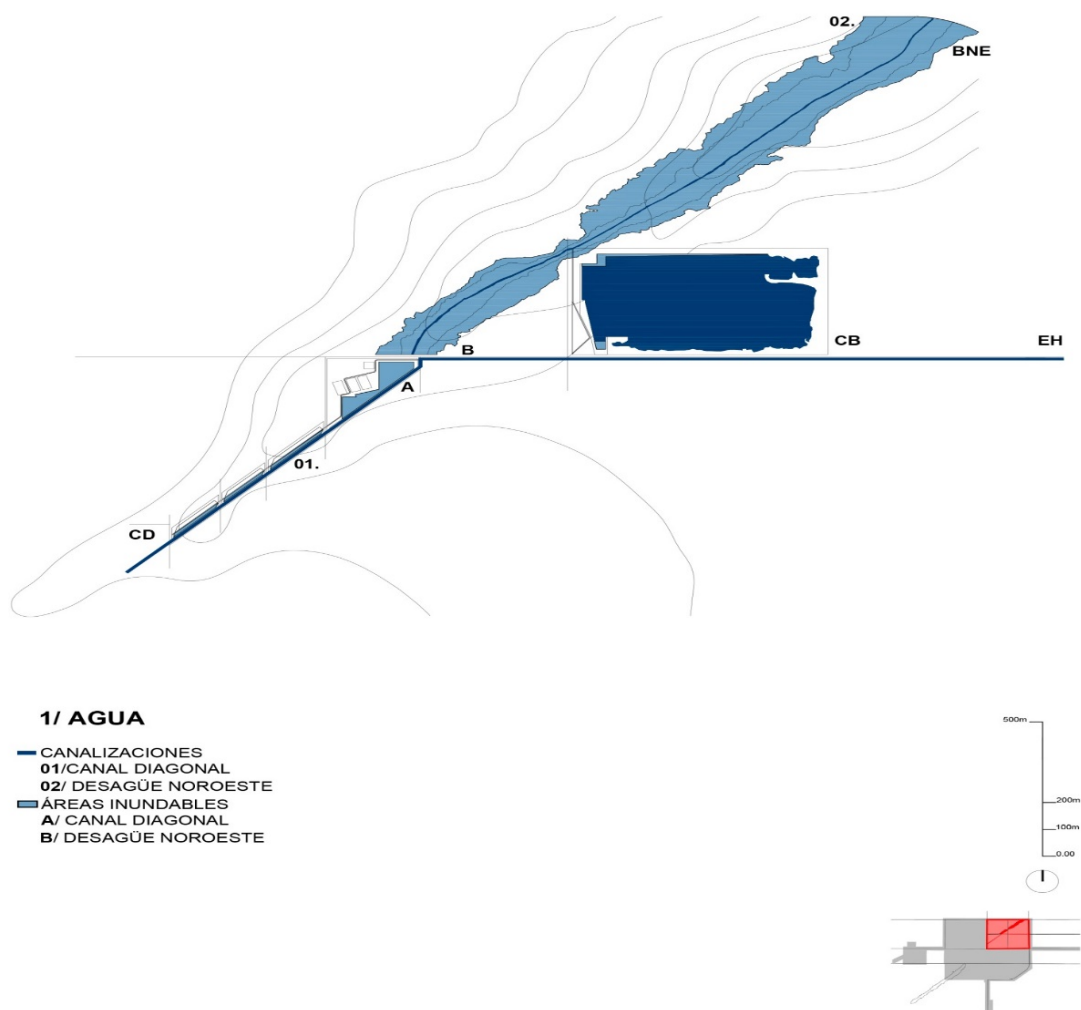 02.
BNE
B
CB
EH
A
01.
CD
1/ AGUA
CANALIZACIONES
01/CANAL DIAGONAL
02/ DESAGÜE NOROESTE
ÁREAS INUNDABLES
A/ CANAL DIAGONAL
B/ DESAGÜE NOROESTE
500m
200m
100m
0.00